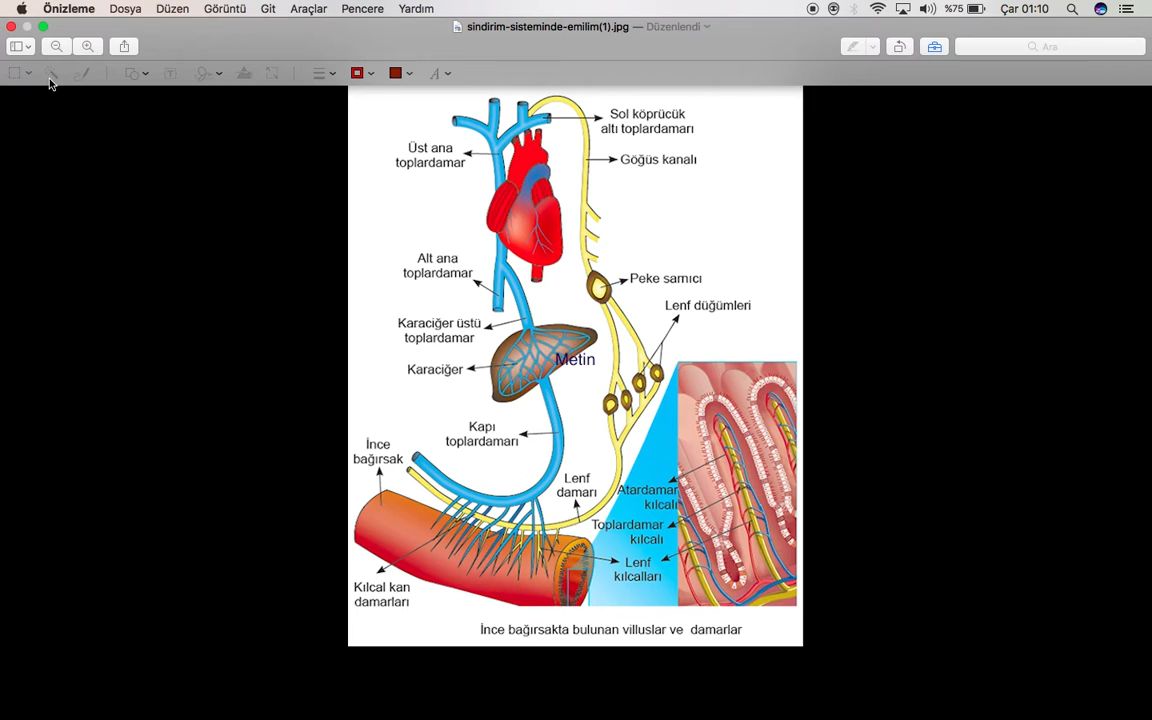 Önizleme Dosya Düzen Görüntü Git Araçlar Pencere Yardım %75 Çar 01:10
sindirim-sisteminde-emilim(1).jpg — Düzenlendi
Ara
Sol köprücük
altı toplardamarı
Üst ana
toplardamar
Göğüs kanalı
Alt ana
toplardamar
Peke sarnıcı
Lenf düğümleri
Karaciğer üstü
toplardamar
Metin
Karaciğer
Kapı
toplardamarı
İnce
bağırsak
Lenf
damarı
Atardamar
kılcalı
Toplardamar
kılcalı
Lenf
kılcalları
Kılcal kan
damarları
İnce bağırsakta bulunan villuslar ve damarlar